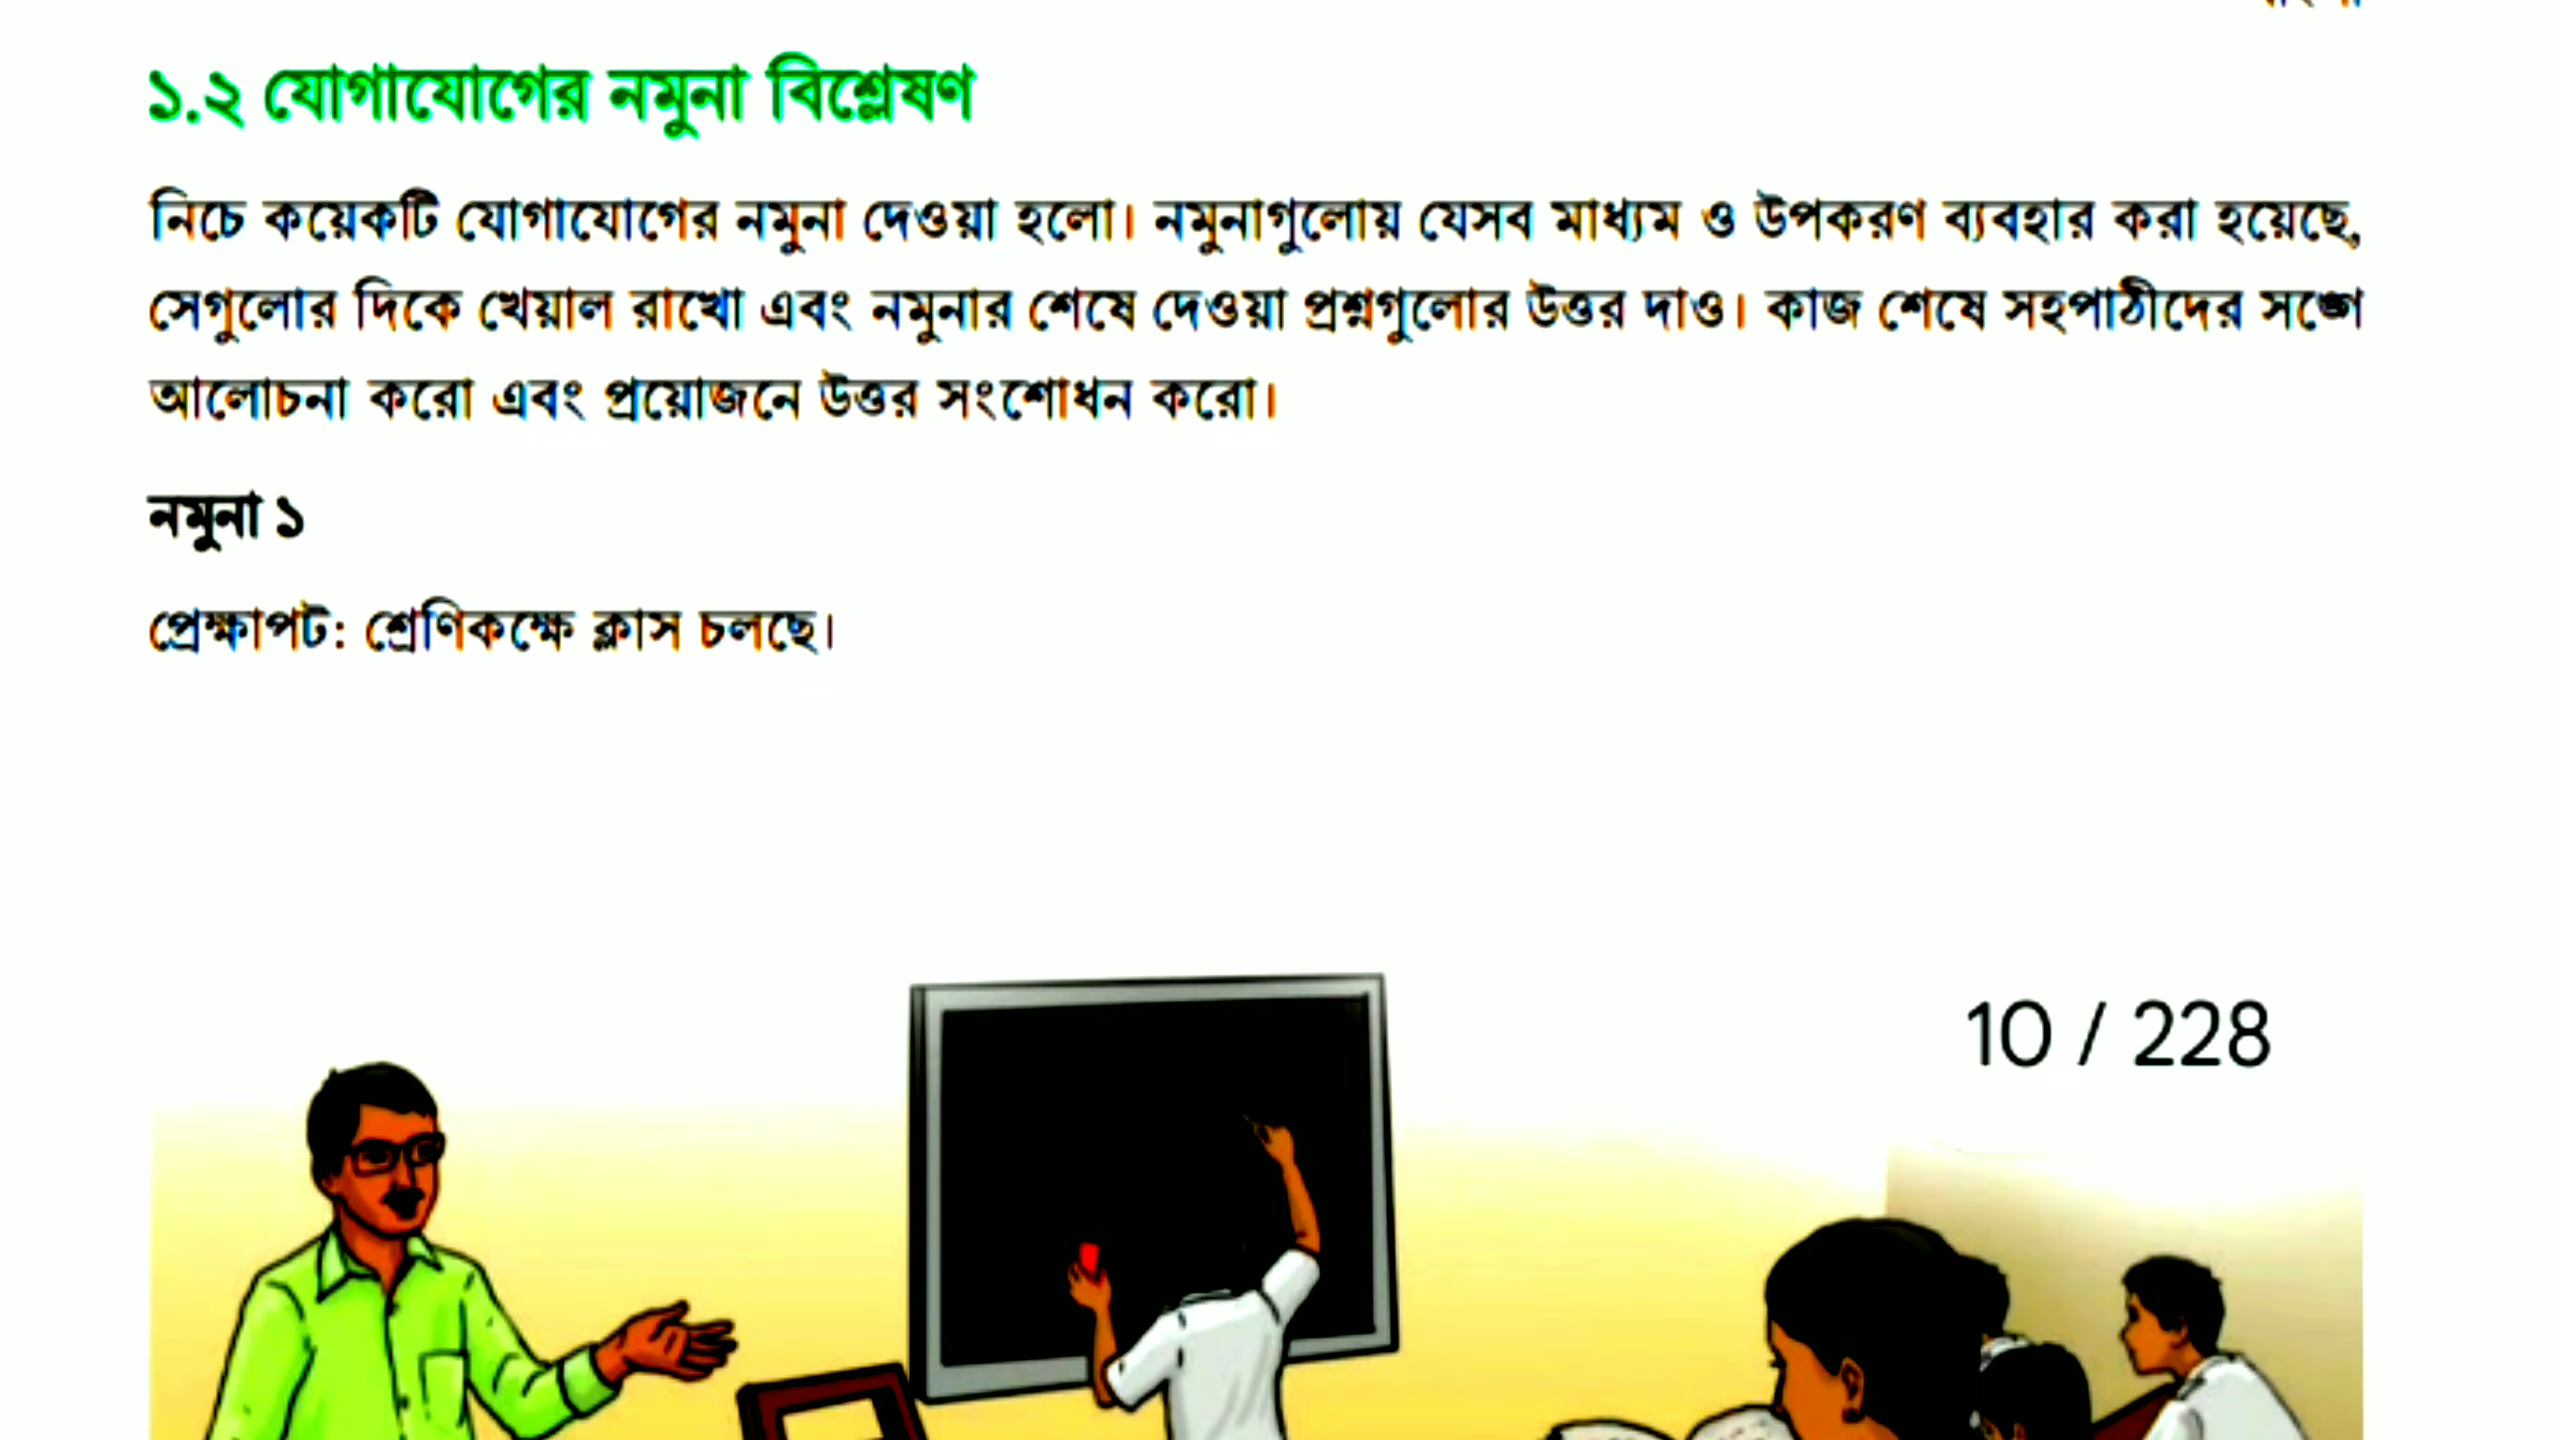 ১.২ যোগাযোগের নমুনা বিশ্লেষণ
নিচে কয়েকটি যোগাযোগের নমুনা দেওয়া হলো। নমুনাগুলোয় যেসব মাধ্যম ও উপকরণ ব্যবহার করা হয়েছে,
সেগুলোর দিকে খেয়াল রাখো এবং নমুনার শেষে দেওয়া প্রশ্নগুলোর উত্তর দাও। কাজ শেষে সহপাঠীদের সঙ্গে
আলোচনা করো এবং প্রয়োজনে উত্তর সংশোধন করো।
নমুনা ১
প্রেক্ষাপট: শ্রেণিকক্ষে ক্লাস চলছে।
10 / 228